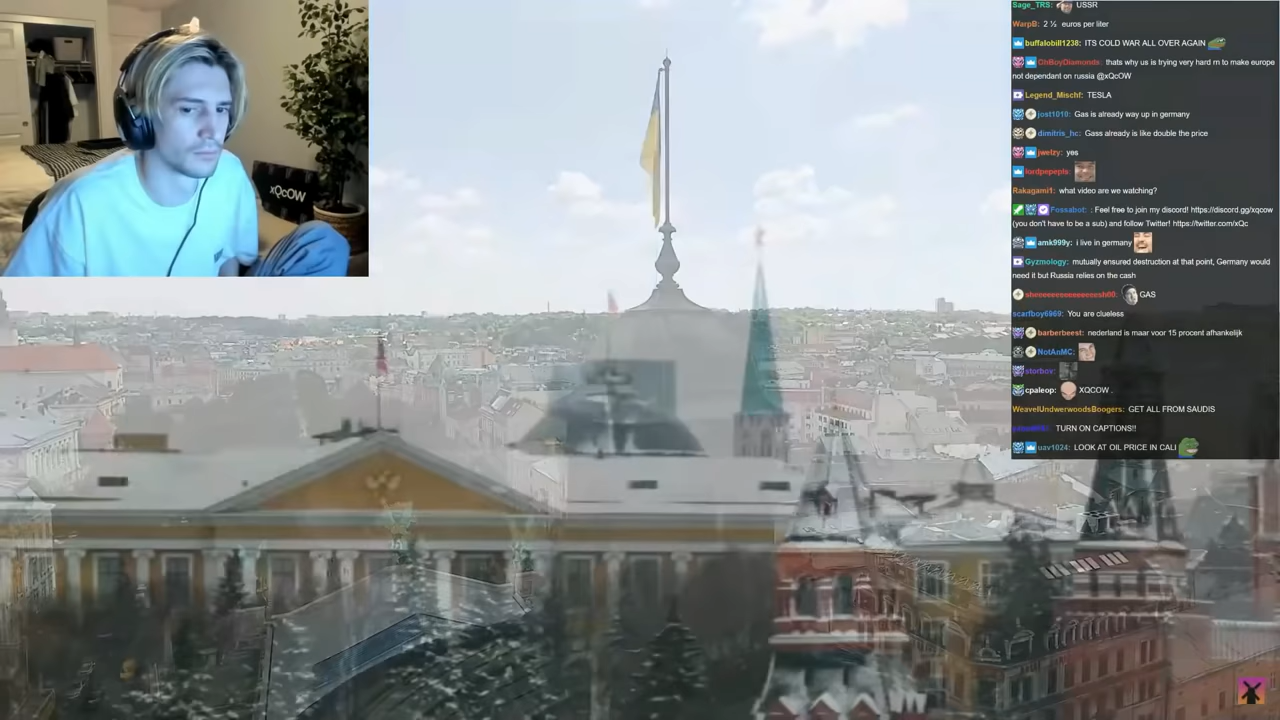 xQcOW
Sage_TRS: USSR
WarpB: 2 ½ euros per liter
buffalobill1238: ITS COLD WAR ALL OVER AGAIN
OhBoyDiamonds: thats why us is trying very hard rn to make europe
not dependant on russia @xQcOW
Legend_Mischf: TESLA
jost1010: Gas is already way up in germany
dimitris_hc: Gass already is like double the price
jwelzy: yes
lordpepepls:
Rakagami1: what video are we watching?
Fossabot: : Feel free to join my discord! https://discord.gg/xqcow
(you don't have to be a sub) and follow Twitter! https://twitter.com/xQc
amk999y: i live in germany
Gyzmology: mutually ensured destruction at that point, Germany would
need it but Russia relies on the cash
GAS
scarfboy6969: You are clueless
barberbeest: nederland is maar voor 15 procent afhankelijk
NotAnMC:
storbox:
cpaleop: XQCOW .
WeavelUndwerwoodsBoogers: GET ALL FROM SAUDIS
TURN ON CAPTIONS!!
uav1024: LOOK AT OIL PRICE IN CALI